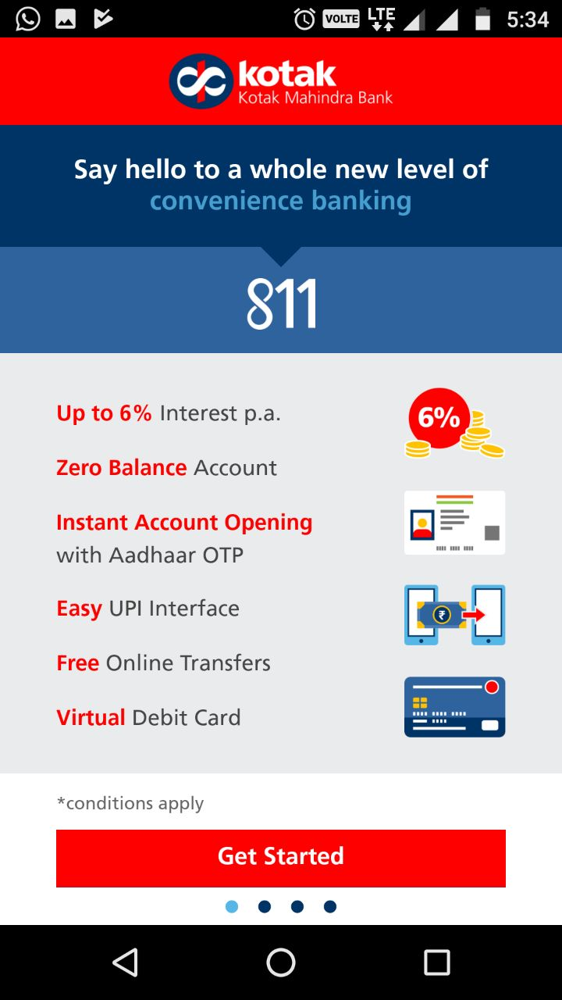 VOLTE LTE 5:34
kotak
Kotak Mahindra Bank
Say hello to a whole new level of
convenience banking
811
Up to 6% Interest p.a.
6%
Zero Balance Account
Instant Account Opening
with Aadhaar OTP
Easy UPI Interface
₹
Free Online Transfers
Virtual Debit Card
*conditions apply
Get Started